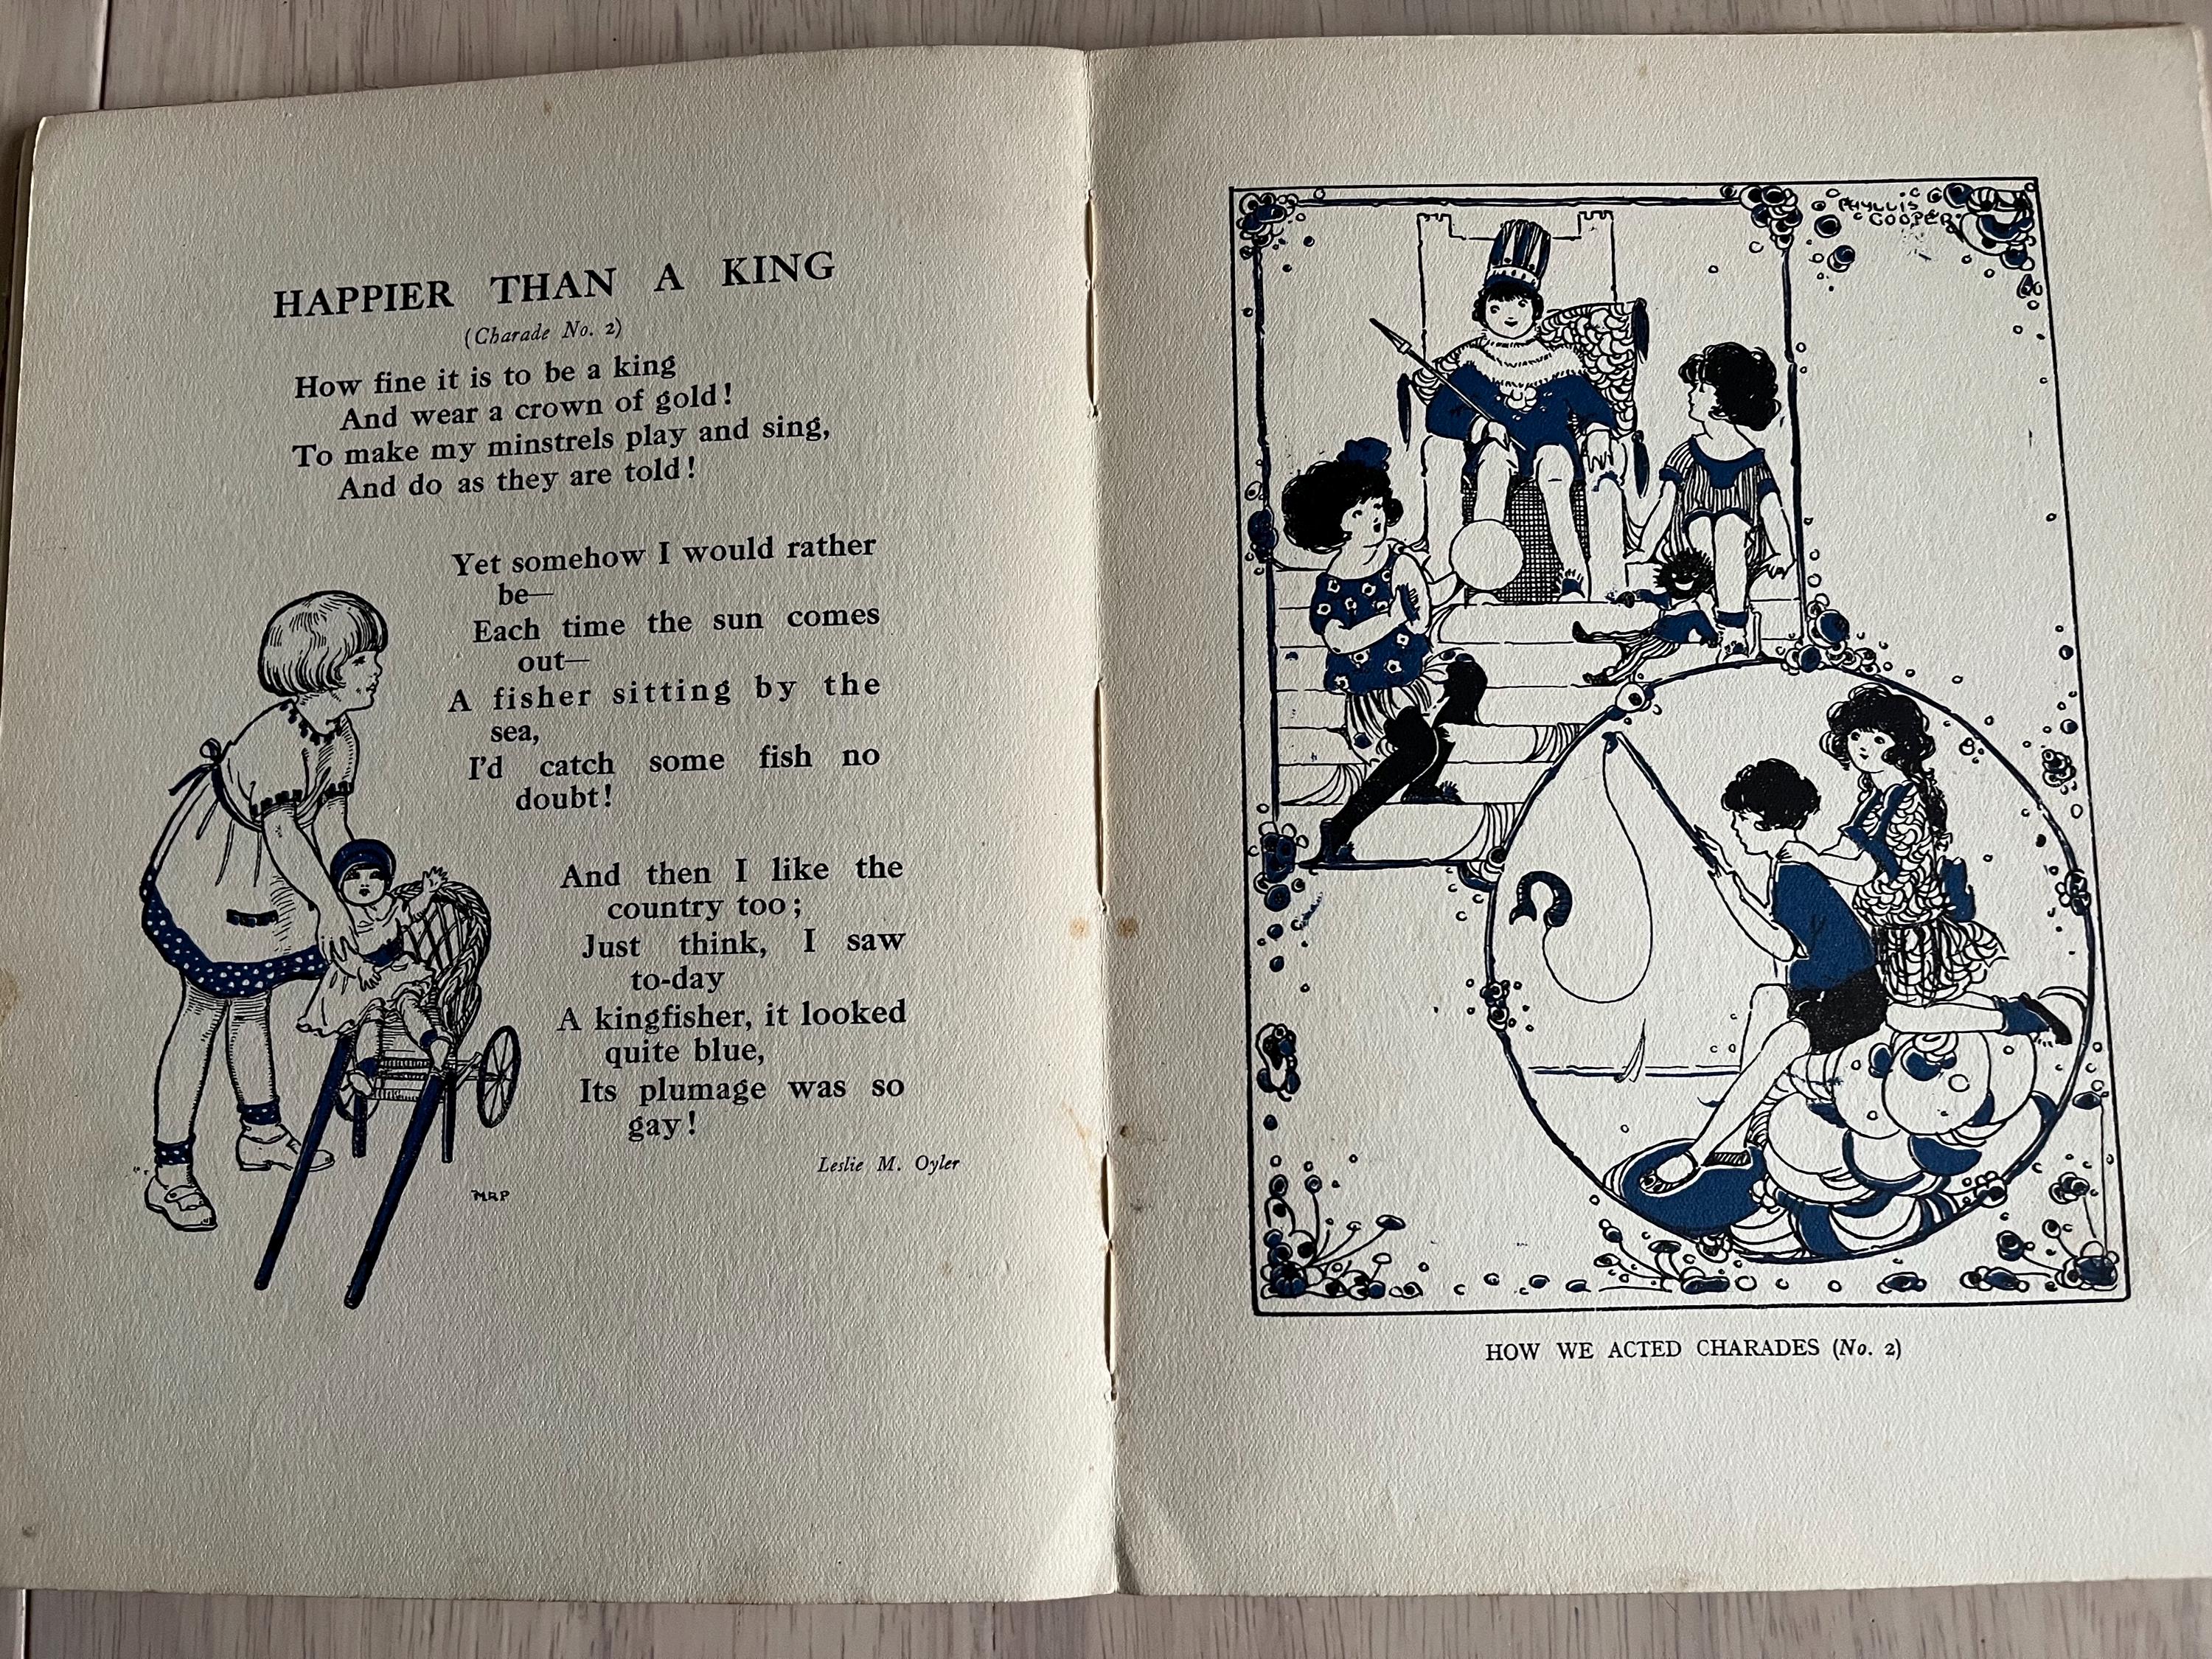 HAPPIER THAN A KING
(Charade No. 2)
How fine it is to be a king
And wear a crown of gold!
To make my minstrels play and sing,
And do as they are told!
Yet somehow I would rather
be—
Each time the sun comes
out—
A fisher sitting by the
sea,
I'd catch some fish no
doubt!
And then I like the
country too;
Just think, I saw
to-day
A kingfisher, it looked
quite blue,
Its plumage was so
gay!
Leslie M. Oyler
MRP
PHYLLIS
COOPER
HOW WE ACTED CHARADES (No. 2)